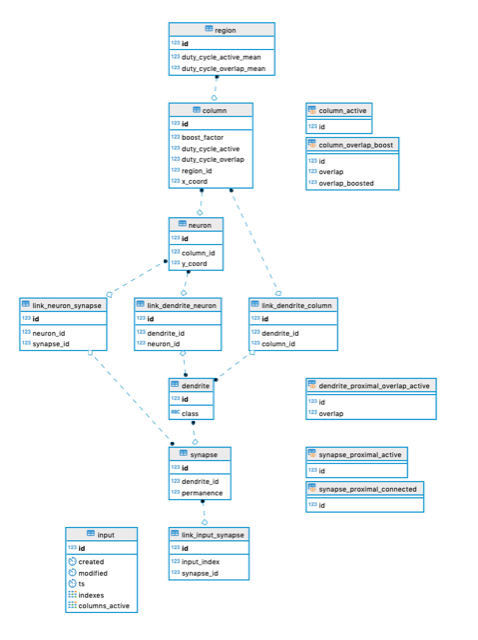 region
123 id
123 duty_cycle_active_mean
123 duty_cycle_overlap_mean
column
123 id
123 boost_factor
123 duty_cycle_active
123 duty_cycle_overlap
123 region_id
123 x_coord
column_active
123 id
column_overlap_boost
123 id
123 overlap
123 overlap_boosted
neuron
123 id
123 column_id
123 y_coord
link_neuron_synapse
123 id
123 neuron_id
123 synapse_id
link_dendrite_neuron
123 id
123 dendrite_id
123 neuron_id
link_dendrite_column
123 id
123 dendrite_id
123 column_id
dendrite
123 id
ABC class
dendrite_proximal_overlap_active
123 id
123 overlap
synapse
123 id
123 dendrite_id
123 permanence
synapse_proximal_active
123 id
synapse_proximal_connected
123 id
input
123 id
created
modified
ts
indexes
columns_active
link_input_synapse
123 id
123 input_index
123 synapse_id